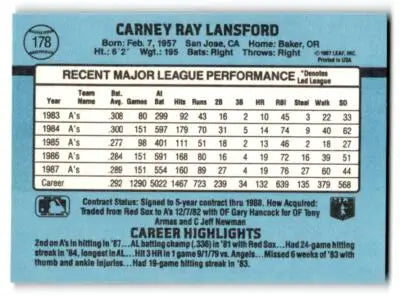 178
CARNEY RAY LANSFORD
Born: Feb. 7, 1957 San Jose, CA Home: Baker, OR
Ht.: 6'2" Wgt.: 195 Bats: Right Throws: Right
©1987 LEAF, INC.
Printed in USA
RECENT MAJOR LEAGUE PERFORMANCE *Denotes Led League
Year Team Name Bat. Avg. Games At Bat Hits Runs 2B 3B HR RBI Steal Walk SO
1983 A's .308 80 299 92 43 16 2 10 45 3 22 33
1984 A's .300 151 597 179 70 31 5 14 74 9 40 62
1985 A's .277 98 401 111 51 18 2 13 46 2 18 27
1986 A's .284 151 591 168 80 16 4 19 72 16 39 51
1987 A's .289 151 554 160 89 27 4 19 76 27 60 44
Career .292 1290 5022 1467 723 239 34 132 639 135 379 568
Contract Status: Signed to 5-year contract thru 1988. How Acquired:
Traded from Red Sox to A's 12/7/82 with OF Gary Hancock for OF Tony
Armas and C Jeff Newman
CAREER HIGHLIGHTS
2nd on A's in hitting in '87... AL batting champ (.336) in '81 with Red Sox... Had 24-game hitting
streak in '84, longest in AL... Hit 3 HR in 1 game 9/1/79 vs. Angels... Missed 6 weeks of '83 with
thumb and ankle injuries... Had 19-game hitting streak in '83.